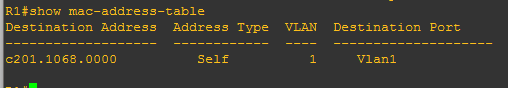 R1#show mac-address-table
Destination Address  Address Type  VLAN  Destination Port
-------------------  ------------  ----  --------------------
c201.1068.0000          Self          1     Vlan1
R1#